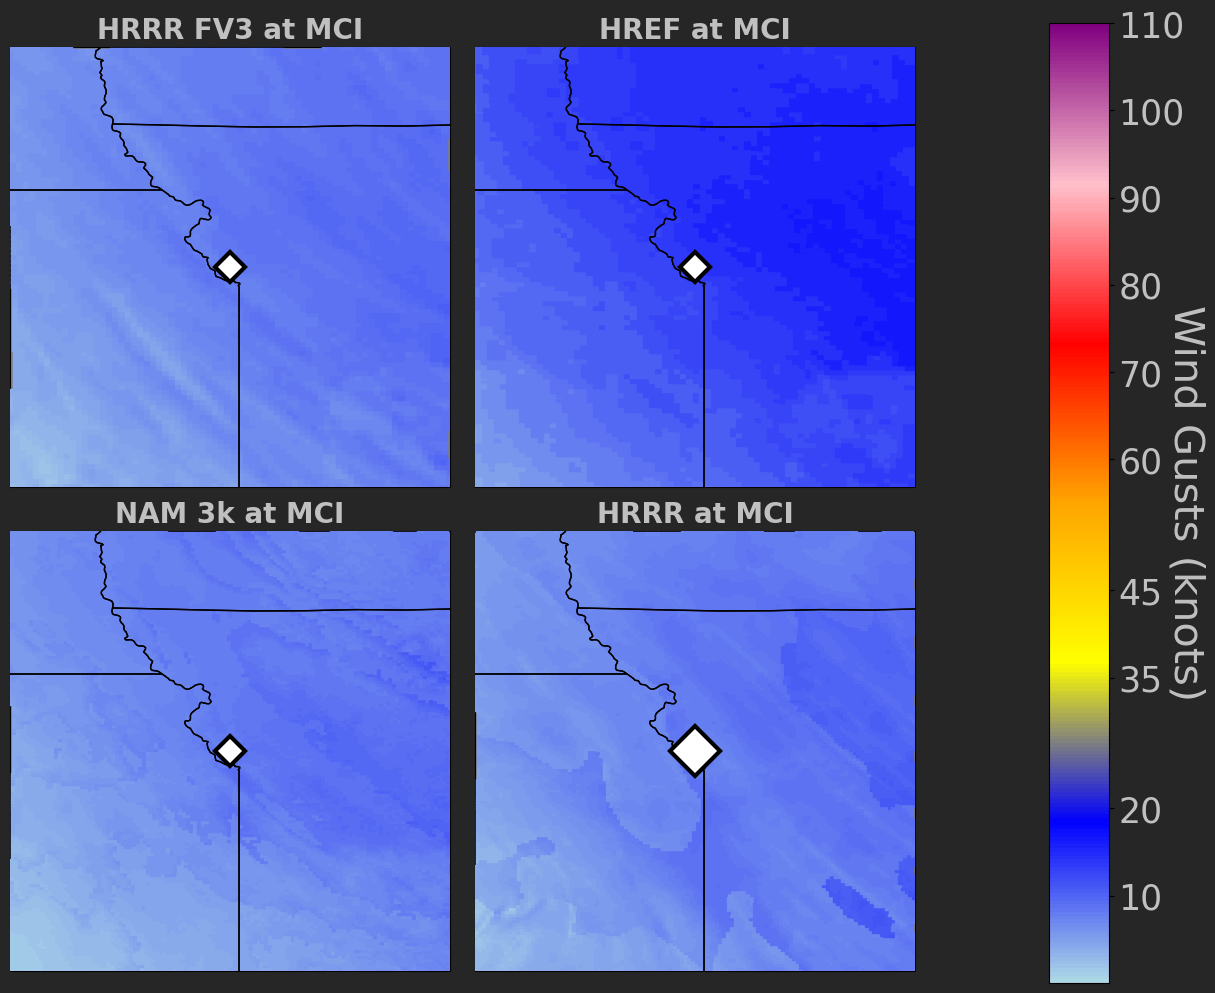 HRRR FV3 at MCI
HREF at MCI
NAM 3k at MCI
HRRR at MCI
110
100
90
80
70
60
45
35
20
10
Wind Gusts (knots)